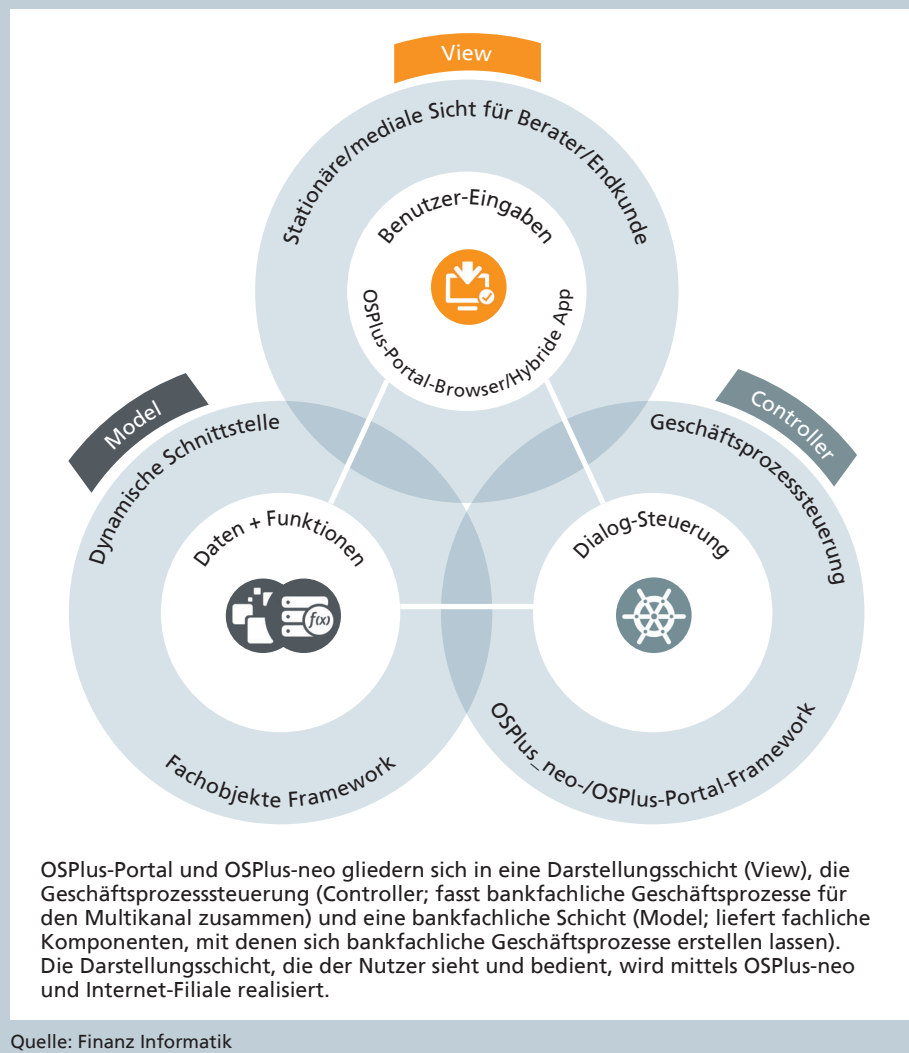 View
Stationäre/mediale Sicht für Berater/Endkunde
Benutzer-Eingaben
OSPlus-Portal-Browser/Hybride App
Model
Dynamische Schnittstelle
Daten + Funktionen
f(x)
Fachobjekte Framework
Controller
Geschäftsprozesssteuerung
Dialog-Steuerung
OSPlus_neo-/OSPlus-Portal-Framework
OSPlus-Portal und OSPlus-neo gliedern sich in eine Darstellungsschicht (View), die
Geschäftsprozesssteuerung (Controller; fasst bankfachliche Geschäftsprozesse für
den Multikanal zusammen) und eine bankfachliche Schicht (Model; liefert fachliche
Komponenten, mit denen sich bankfachliche Geschäftsprozesse erstellen lassen).
Die Darstellungsschicht, die der Nutzer sieht und bedient, wird mittels OSPlus-neo
und Internet-Filiale realisiert.
Quelle: Finanz Informatik